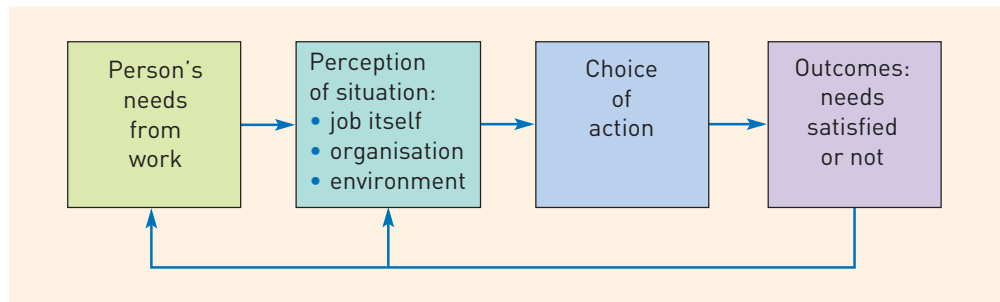 Person's
needs
from
work
Perception
of situation:
• job itself
• organisation
• environment
Choice
of
action
Outcomes:
needs
satisfied
or not